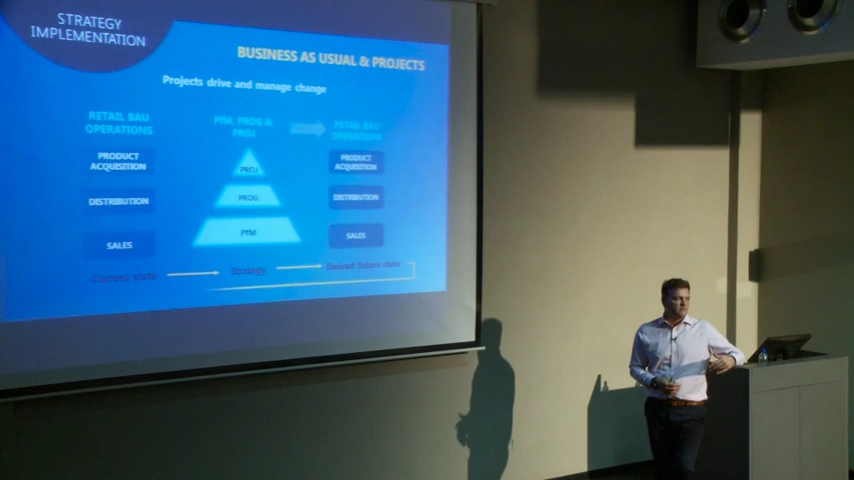 STRATEGY
IMPLEMENTATION
BUSINESS AS USUAL & PROJECTS
Projects drive and manage change
RETAIL BAU
OPERATIONS
PfM, PROG &
PROJ
RETAIL BAU
OPERATIONS
PRODUCT
ACQUISITION
PROJ
PRODUCT
ACQUISITION
DISTRIBUTION
PROG
DISTRIBUTION
SALES
PfM
SALES
Current state
Strategy
Desired future state